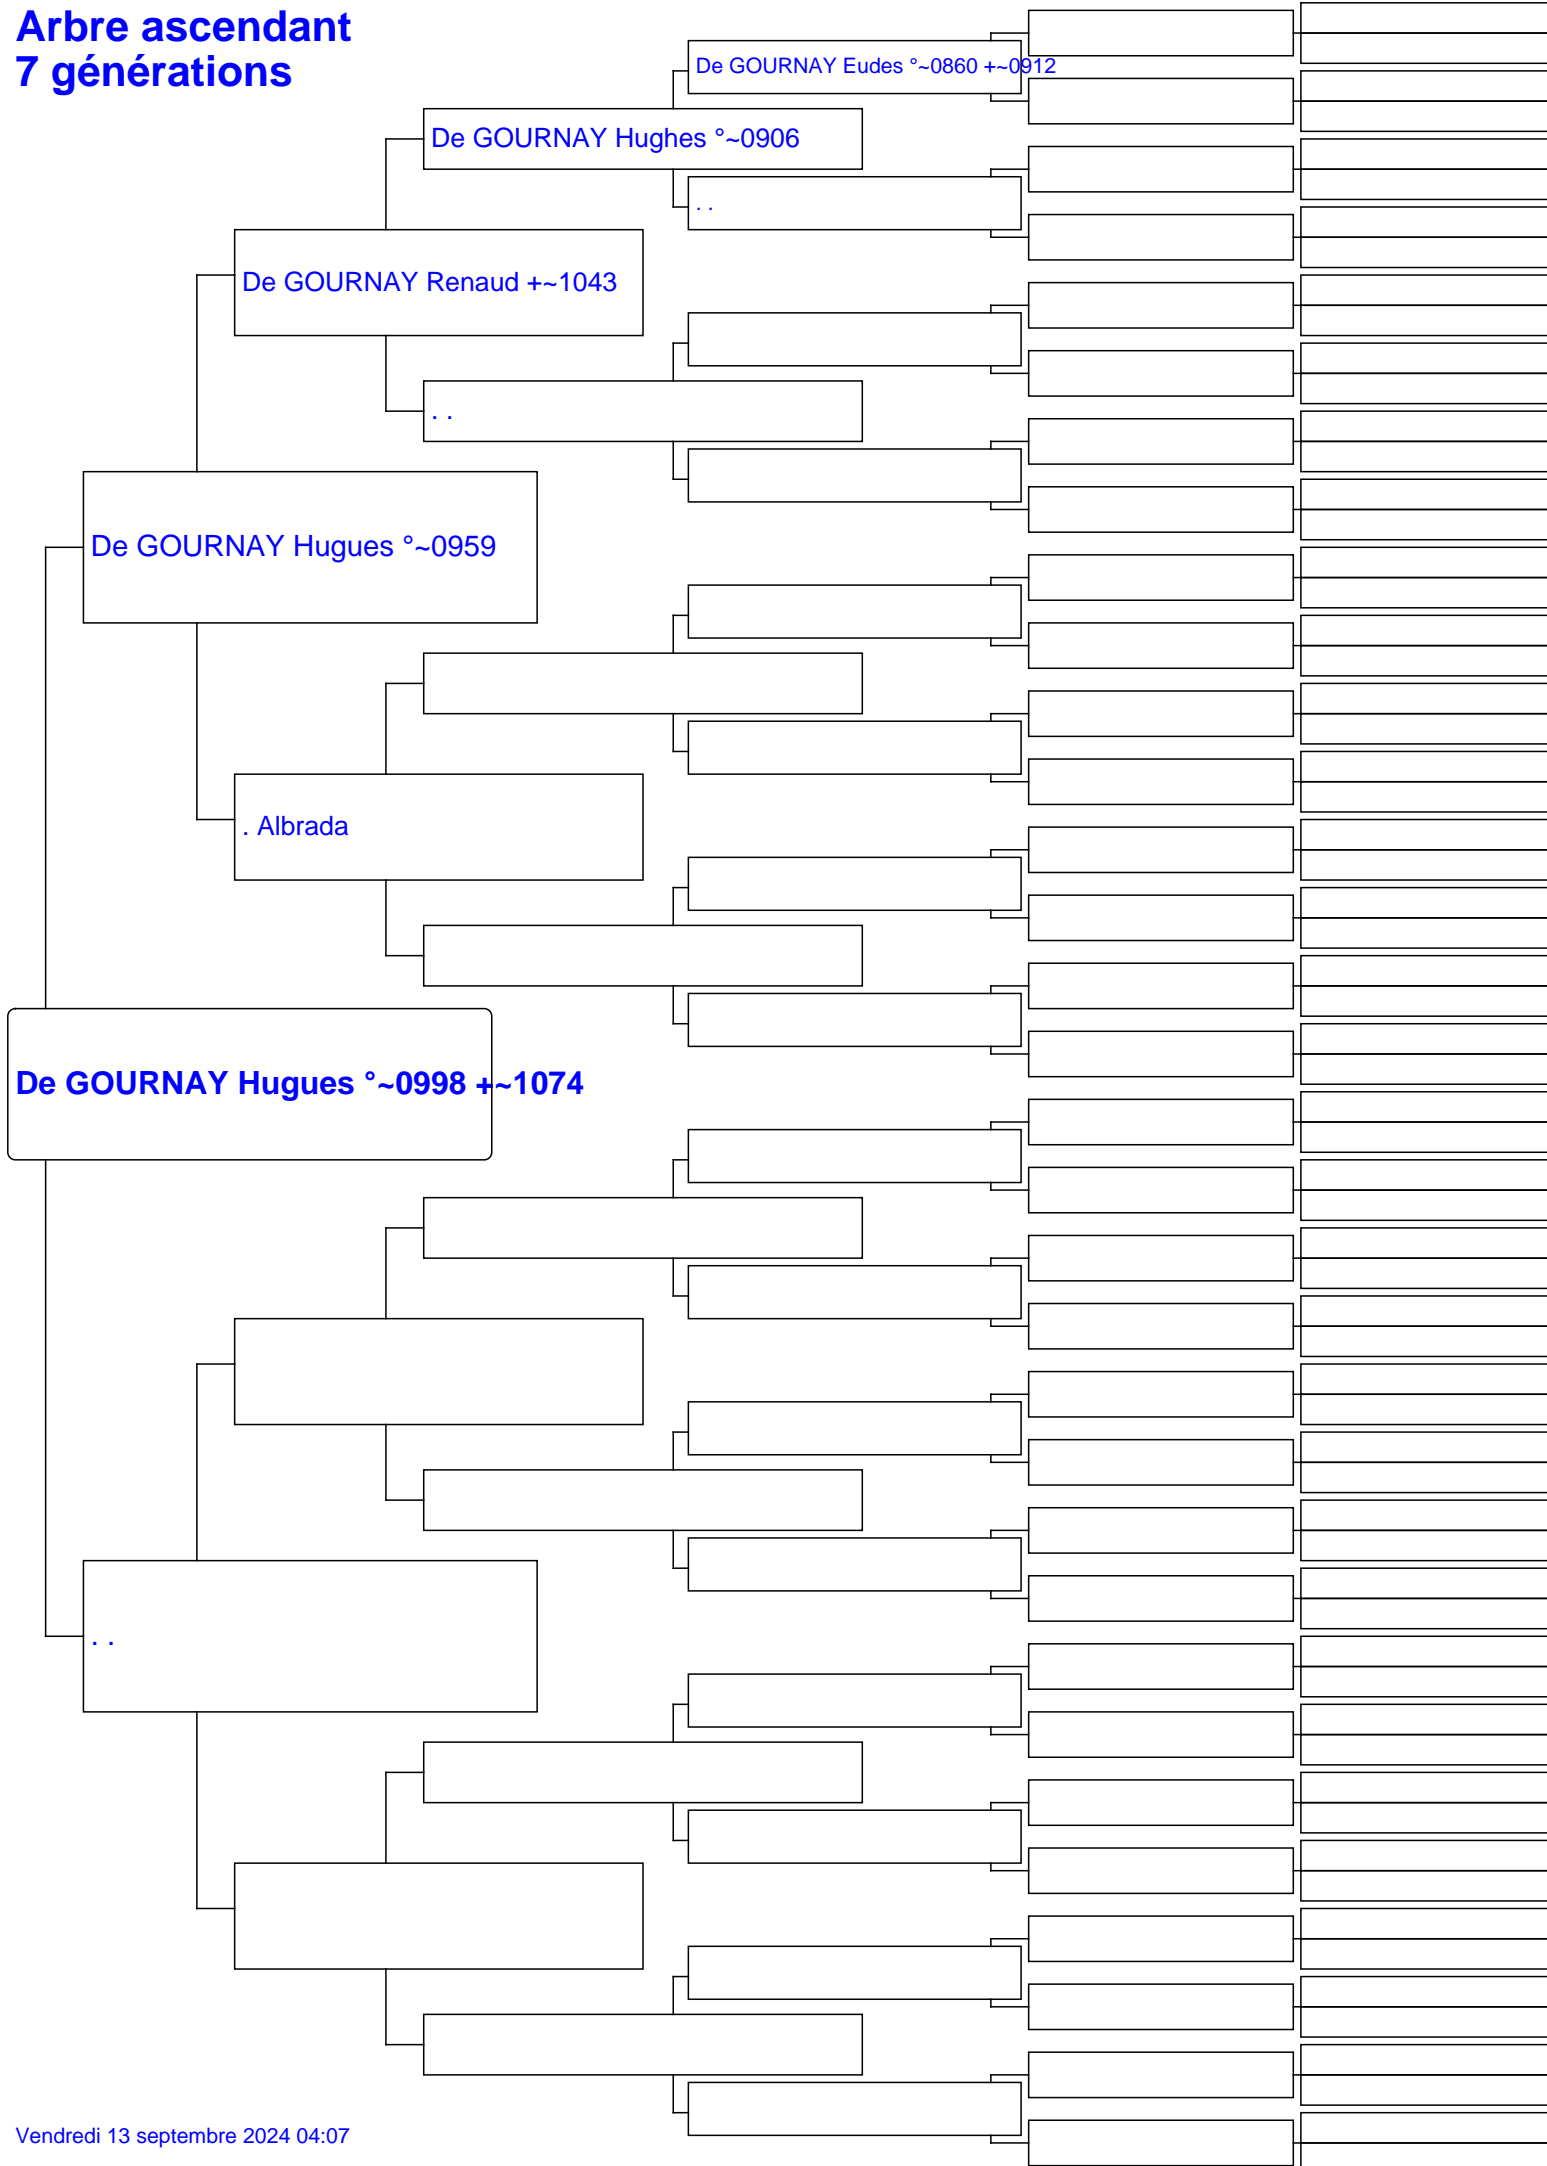 Arbre ascendant
7 générations
De GOURNAY Eudes °~0860 +~0912
De GOURNAY Hughes °~0906
. .
De GOURNAY Renaud +~1043
. .
De GOURNAY Hugues °~0959
. Albrada
De GOURNAY Hugues °~0998 +~1074
. .
Vendredi 13 septembre 2024 04:07